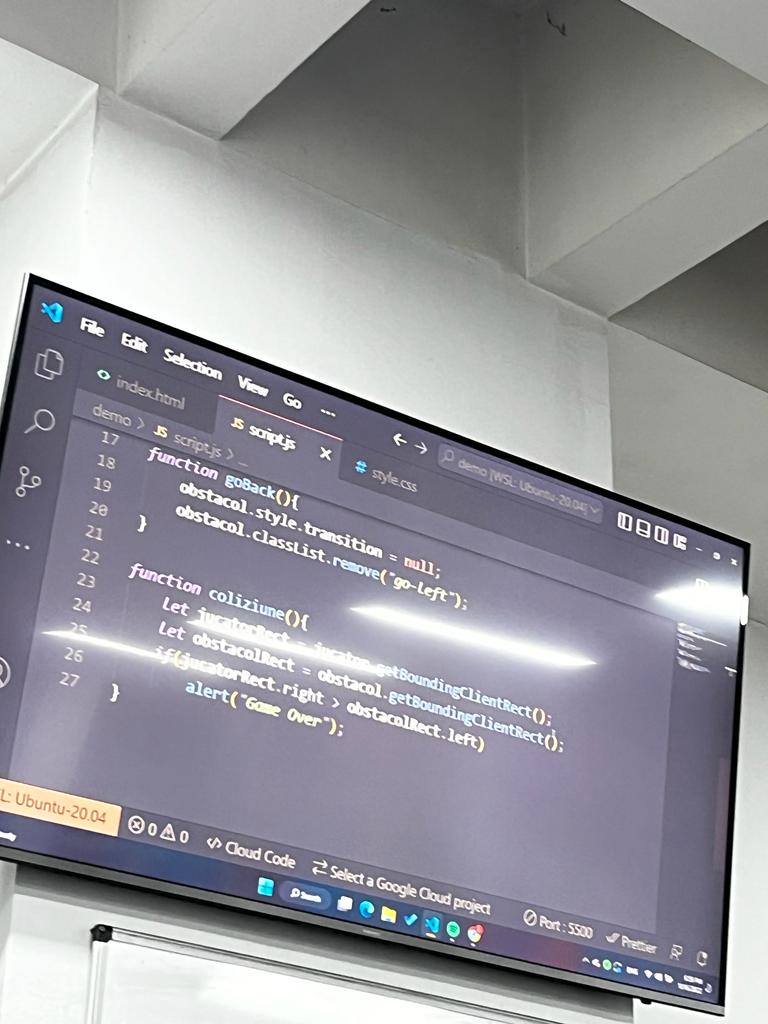 File Edit Selection View Go ...
demo [WSL: Ubuntu-20.04]
index.html
JS script.js
# style.css
demo > JS script.js > ...
17
18 function goBack(){
19 obstacol.style.transition = null;
20 obstacol.classList.remove("go-left");
21 }
22
23 function coliziune(){
24 let jucatorRect = jucator.getBoundingClientRect();
25 let obstacolRect = obstacol.getBoundingClientRect();
26 if(jucatorRect.right > obstacolRect.left)
27 alert("Game Over");
}
L: Ubuntu-20.04
0 0
Cloud Code
Select a Google Cloud project
Port : 5500
Prettier
Search